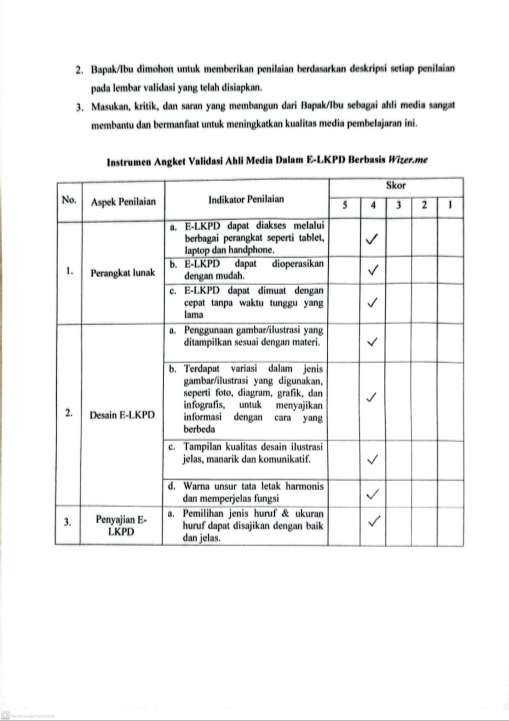 2. Bapak/Ibu dimohon untuk memberikan penilaian berdasarkan deskripsi setiap penilaian
pada lembar validasi yang telah disiapkan.
3. Masukan, kritik, dan saran yang membangun dari Bapak/Ibu sebagai ahli media sangat
membantu dan bermanfaat untuk meningkatkan kualitas media pembelajaran ini.
Instrumen Angket Validasi Ahli Media Dalam E-LKPD Berbasis Wizer.me
No. Aspek Penilaian Indikator Penilaian Skor
5 4 3 2 1
1. Perangkat lunak
a. E-LKPD dapat diakses melalui
berbagai perangkat seperti tablet,
laptop dan handphone.
✓
b. E-LKPD dapat dioperasikan
dengan mudah.
✓
c. E-LKPD dapat dimuat dengan
cepat tanpa waktu tunggu yang
lama
✓
2. Desain E-LKPD
a. Penggunaan gambar/ilustrasi yang
ditampilkan sesuai dengan materi.
✓
b. Terdapat variasi dalam jenis
gambar/ilustrasi yang digunakan,
seperti foto, diagram, grafik, dan
infografis, untuk menyajikan
informasi dengan cara yang
berbeda
✓
c. Tampilan kualitas desain ilustrasi
jelas, manarik dan komunikatif.
✓
d. Warna unsur tata letak harmonis
dan memperjelas fungsi
✓
3. Penyajian E-
LKPD
a. Pemilihan jenis huruf & ukuran
huruf dapat disajikan dengan baik
dan jelas.
✓